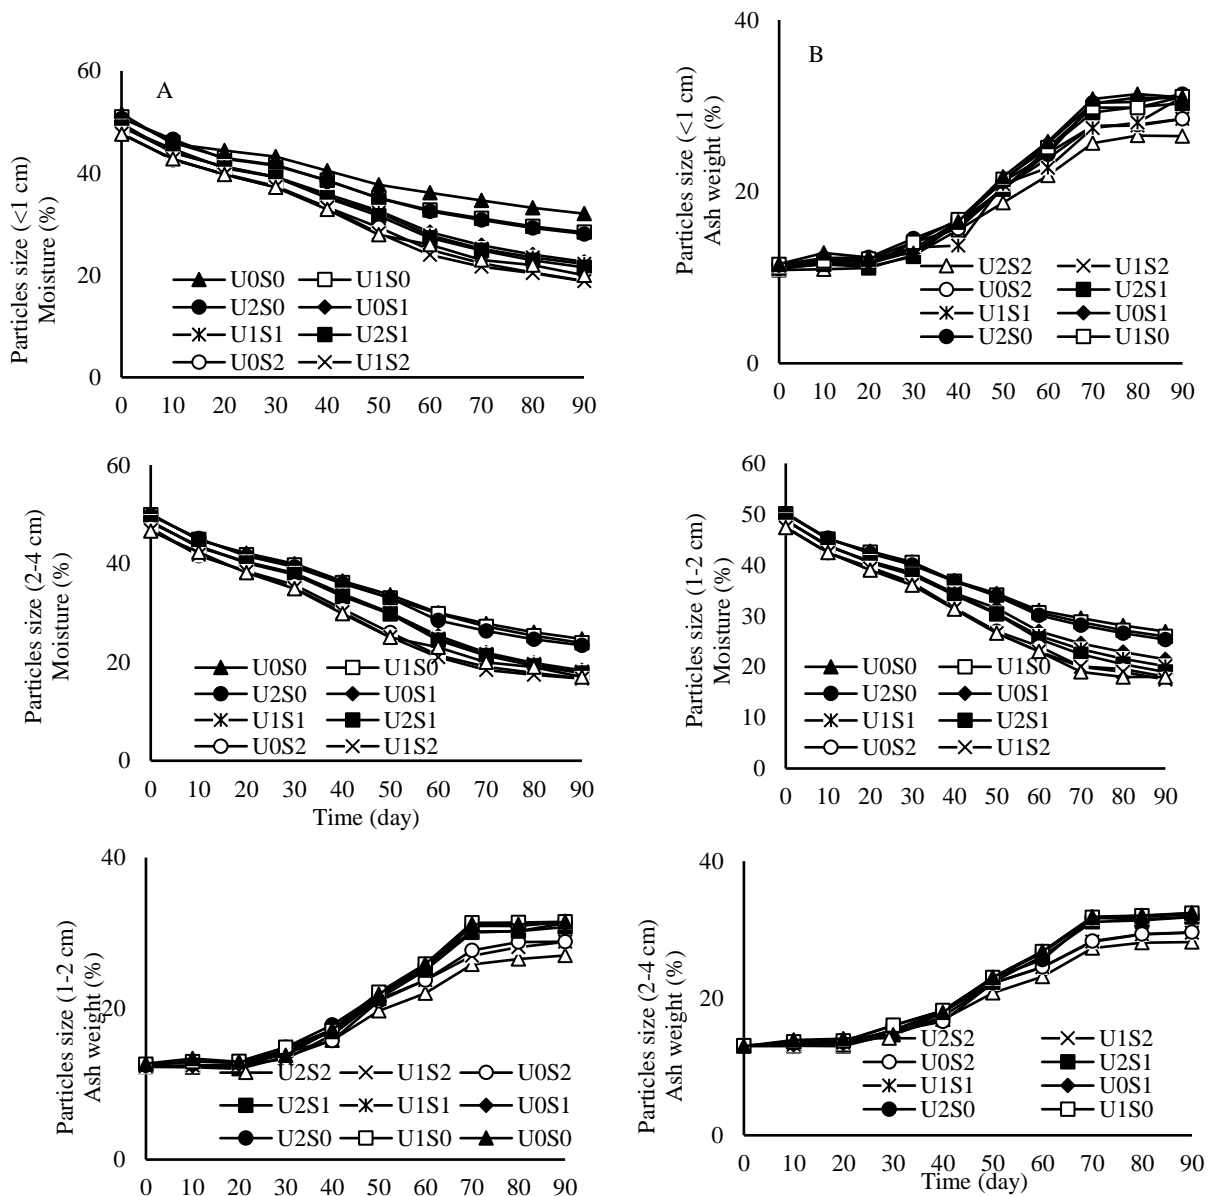 A
Particles size (<1 cm)
Moisture (%)
60
40
20
0
U0S0 U1S0
U2S0 U0S1
U1S1 U2S1
U0S2 U1S2
0 10 20 30 40 50 60 70 80 90
B
Particles size (<1 cm)
Ash weight (%)
40
20
0
U2S2 U1S2
U0S2 U2S1
U1S1 U0S1
U2S0 U1S0
0 10 20 30 40 50 60 70 80 90
Particles size (2-4 cm)
Moisture (%)
60
40
20
0
U0S0 U1S0
U2S0 U0S1
U1S1 U2S1
U0S2 U1S2
0 10 20 30 40 50 60 70 80 90
Time (day)
Particles size (1-2 cm)
Moisture (%)
60
50
40
30
20
10
0
U0S0 U1S0
U2S0 U0S1
U1S1 U2S1
U0S2 U1S2
0 10 20 30 40 50 60 70 80 90
Particles size (1-2 cm)
Ash weight (%)
40
20
0
U2S2 U1S2 U0S2
U2S1 U1S1 U0S1
U2S0 U1S0 U0S0
0 10 20 30 40 50 60 70 80 90
Particles size (2-4 cm)
Ash weight (%)
40
20
0
U2S2 U1S2
U0S2 U2S1
U1S1 U0S1
U2S0 U1S0
0 10 20 30 40 50 60 70 80 90
Time (day)